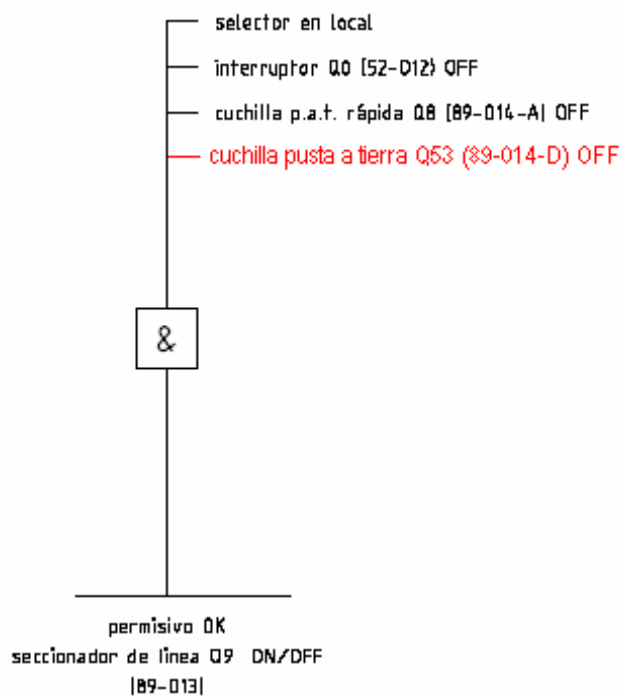 selector en local
interruptor Q0 (52-012) OFF
cuchilla p.a.t. rápida Q8 (89-014-A) OFF
cuchilla pusta a tierra Q53 (89-014-D) OFF
&
permisivo OK
seccionador de línea Q9 ON/OFF
(89-013)